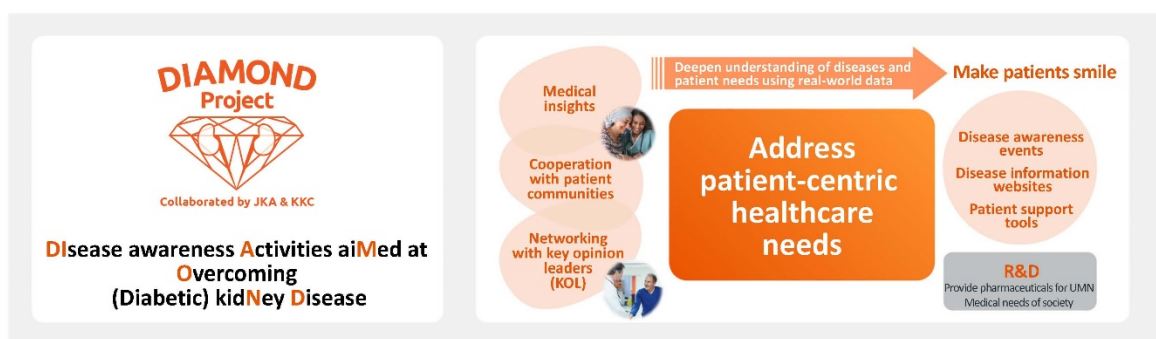 DIAMOND
Project
Collaborated by JKA & KKC
DIsease awareness Activities aiMed at
Overcoming
(Diabetic) kidNey Disease
Medical
insights
Cooperation
with patient
communities
Networking
with key opinion
leaders
(KOL)
Deepen understanding of diseases and
patient needs using real-world data
Address
patient-centric
healthcare
needs
Make patients smile
Disease awareness
events
Disease information
websites
Patient support
tools
R&D
Provide pharmaceuticals for UMN
Medical needs of society